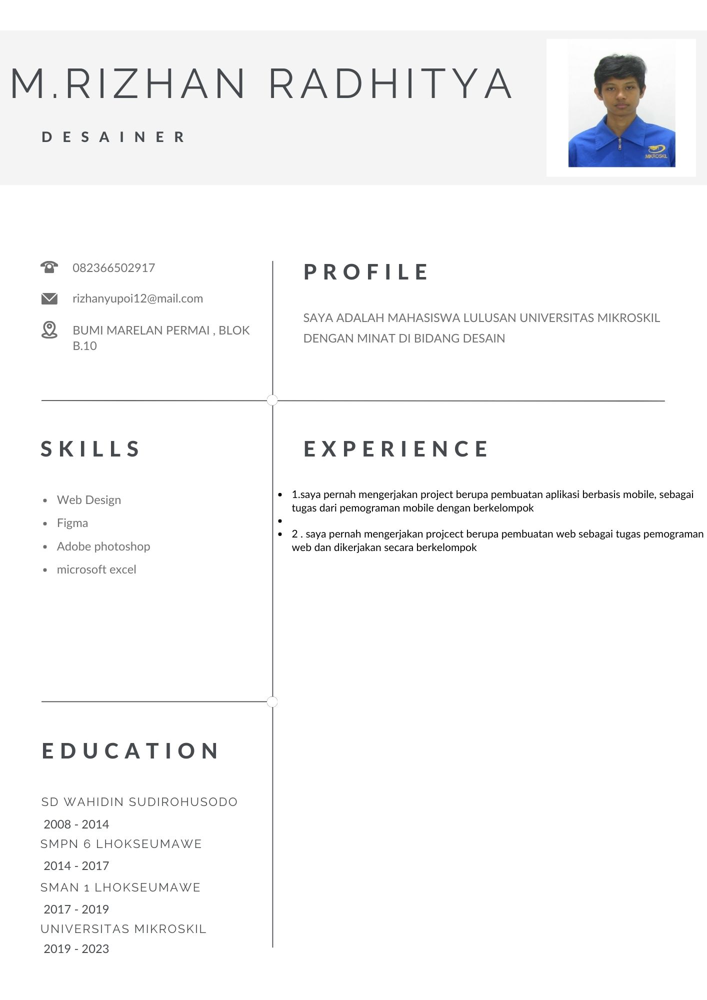 M.RIZHAN RADHITYA
DESAINER
MIKROSKIL
082366502917
rizhanyupoi12@mail.com
BUMI MARELAN PERMAI , BLOK
B.10
PROFILE
SAYA ADALAH MAHASISWA LULUSAN UNIVERSITAS MIKROSKIL
DENGAN MINAT DI BIDANG DESAIN
SKILLS
• Web Design
• Figma
• Adobe photoshop
• microsoft excel
EXPERIENCE
• 1.saya pernah mengerjakan project berupa pembuatan aplikasi berbasis mobile, sebagai
tugas dari pemograman mobile dengan berkelompok
•
• 2 . saya pernah mengerjakan projcect berupa pembuatan web sebagai tugas pemograman
web dan dikerjakan secara berkelompok
EDUCATION
SD WAHIDIN SUDIROHUSODO
2008 - 2014
SMPN 6 LHOKSEUMAWE
2014 - 2017
SMAN 1 LHOKSEUMAWE
2017 - 2019
UNIVERSITAS MIKROSKIL
2019 - 2023